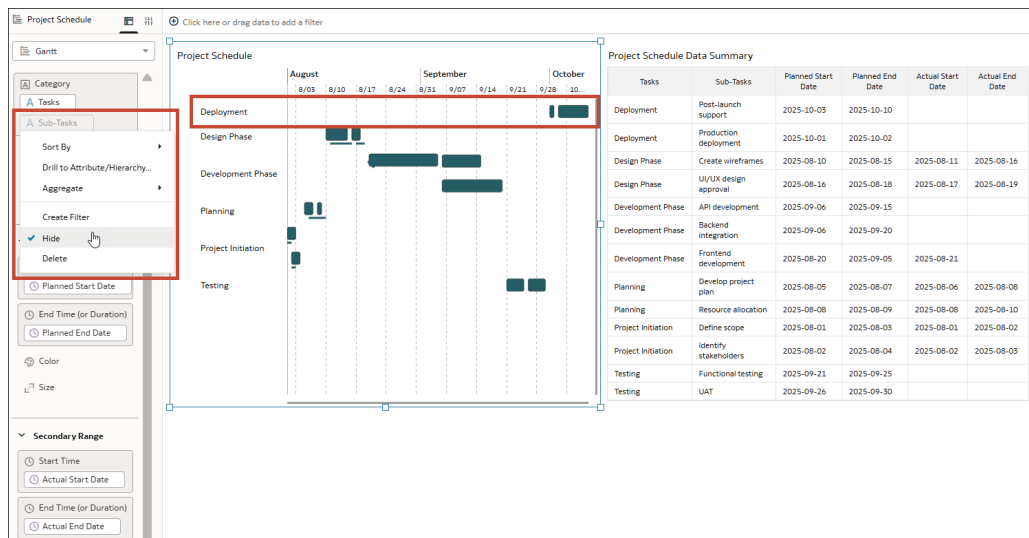 Project Schedule
Click here or drag data to add a filter
Gantt
Category
A Tasks
A Sub-Tasks
Sort By
Drill to Attribute/Hierarchy...
Aggregate
Create Filter
Hide
Delete
Planned Start Date
End Time (or Duration)
Planned End Date
Color
Size
Secondary Range
Start Time
Actual Start Date
End Time (or Duration)
Actual End Date
Project Schedule
August September October
8/03 8/10 8/17 8/24 8/31 9/07 9/14 9/21 9/28 10...
Deployment
Design Phase
Development Phase
Planning
Project Initiation
Testing
Project Schedule Data Summary
Tasks Sub-Tasks Planned Start Date Planned End Date Actual Start Date Actual End Date
Deployment Post-launch support 2025-10-03 2025-10-10
Deployment Production deployment 2025-10-01 2025-10-02
Design Phase Create wireframes 2025-08-10 2025-08-15 2025-08-11 2025-08-16
Design Phase UI/UX design approval 2025-08-16 2025-08-18 2025-08-17 2025-08-19
Development Phase API development 2025-09-06 2025-09-15
Development Phase Backend integration 2025-09-06 2025-09-20
Development Phase Frontend development 2025-08-20 2025-09-05 2025-08-21
Planning Develop project plan 2025-08-05 2025-08-07 2025-08-06 2025-08-08
Planning Resource allocation 2025-08-08 2025-08-09 2025-08-08 2025-08-10
Project Initiation Define scope 2025-08-01 2025-08-03 2025-08-01 2025-08-02
Project Initiation Identify stakeholders 2025-08-02 2025-08-04 2025-08-02 2025-08-03
Testing Functional testing 2025-09-21 2025-09-25
Testing UAT 2025-09-26 2025-09-30